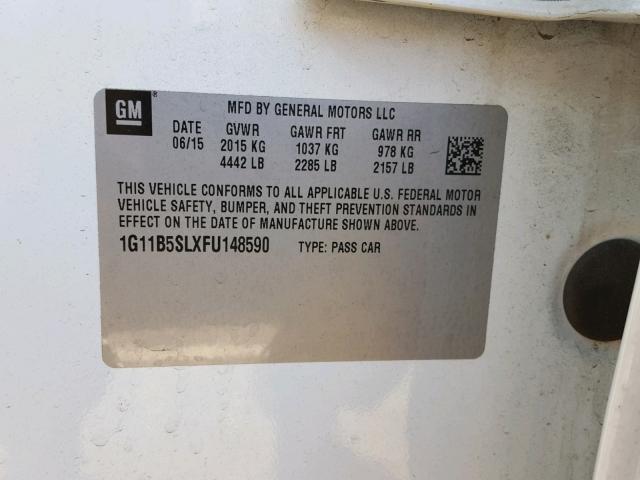 GM ® MFD BY GENERAL MOTORS LLC
DATE GVWR GAWR FRT GAWR RR
06/15 2015 KG 1037 KG 978 KG
4442 LB 2285 LB 2157 LB
THIS VEHICLE CONFORMS TO ALL APPLICABLE U.S. FEDERAL MOTOR
VEHICLE SAFETY, BUMPER, AND THEFT PREVENTION STANDARDS IN
EFFECT ON THE DATE OF MANUFACTURE SHOWN ABOVE.
1G11B5SLXFU148590 TYPE: PASS CAR